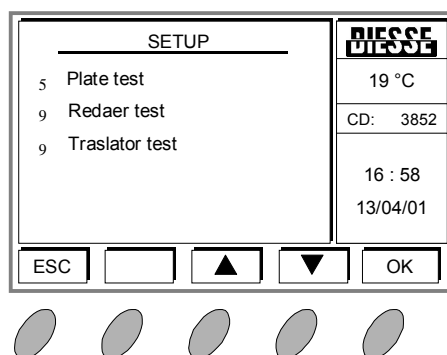 SETUP
5 Plate test
9 Redaer test
9 Traslator test
DIESSE
19 °C
CD: 3852
16 : 58
13/04/01
ESC
▲
▼
OK